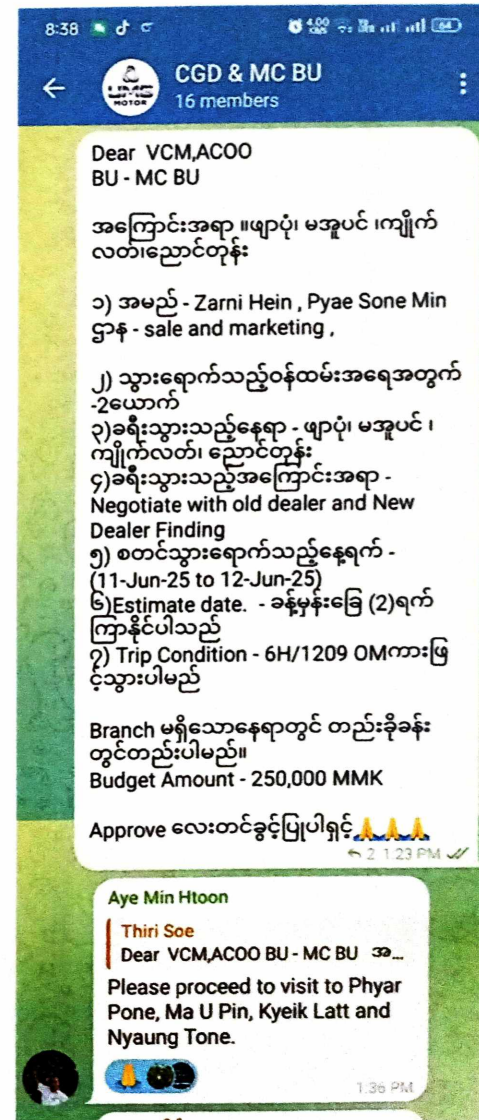 8:38
4.00
KB/s
64
UMG
MOTOR
CGD & MC BU
16 members
Dear VCM,ACOO
BU - MC BU
အကြောင်းအရာ ။ဖျာပုံ၊ မအူပင် ၊ကျိုက်
လတ်၊ညောင်တုန်း
၁) အမည် - Zarni Hein , Pyae Sone Min
ဌာန - sale and marketing ,
၂) သွားရောက်သည့်ဝန်ထမ်းအရေအတွက်
-2ယောက်
၃)ခရီးသွားသည့်နေရာ - ဖျာပုံ၊ မအူပင် ၊
ကျိုက်လတ်၊ ညောင်တုန်း
၄)ခရီးသွားသည့်အကြောင်းအရာ -
Negotiate with old dealer and New
Dealer Finding
၅) စတင်သွားရောက်သည့်နေ့ရက် -
(11-Jun-25 to 12-Jun-25)
၆)Estimate date. - ခန့်မှန်းခြေ (2)ရက်
ကြာနိုင်ပါသည်
၇) Trip Condition - 6H/1209 OMကားဖြ
င့်သွားပါမည်
Branch မရှိသောနေရာတွင် တည်းခိုခန်း
တွင်တည်းပါမည်။
Budget Amount - 250,000 MMK
Approve လေးတင်ခွင့်ပြုပါရှင့်🙏🙏🙏
2 1:23 PM
Aye Min Htoon
Thiri Soe
Dear VCM,ACOO BU - MC BU အ...
Please proceed to visit to Phyar
Pone, Ma U Pin, Kyeik Latt and
Nyaung Tone.
🙏
1:36 PM